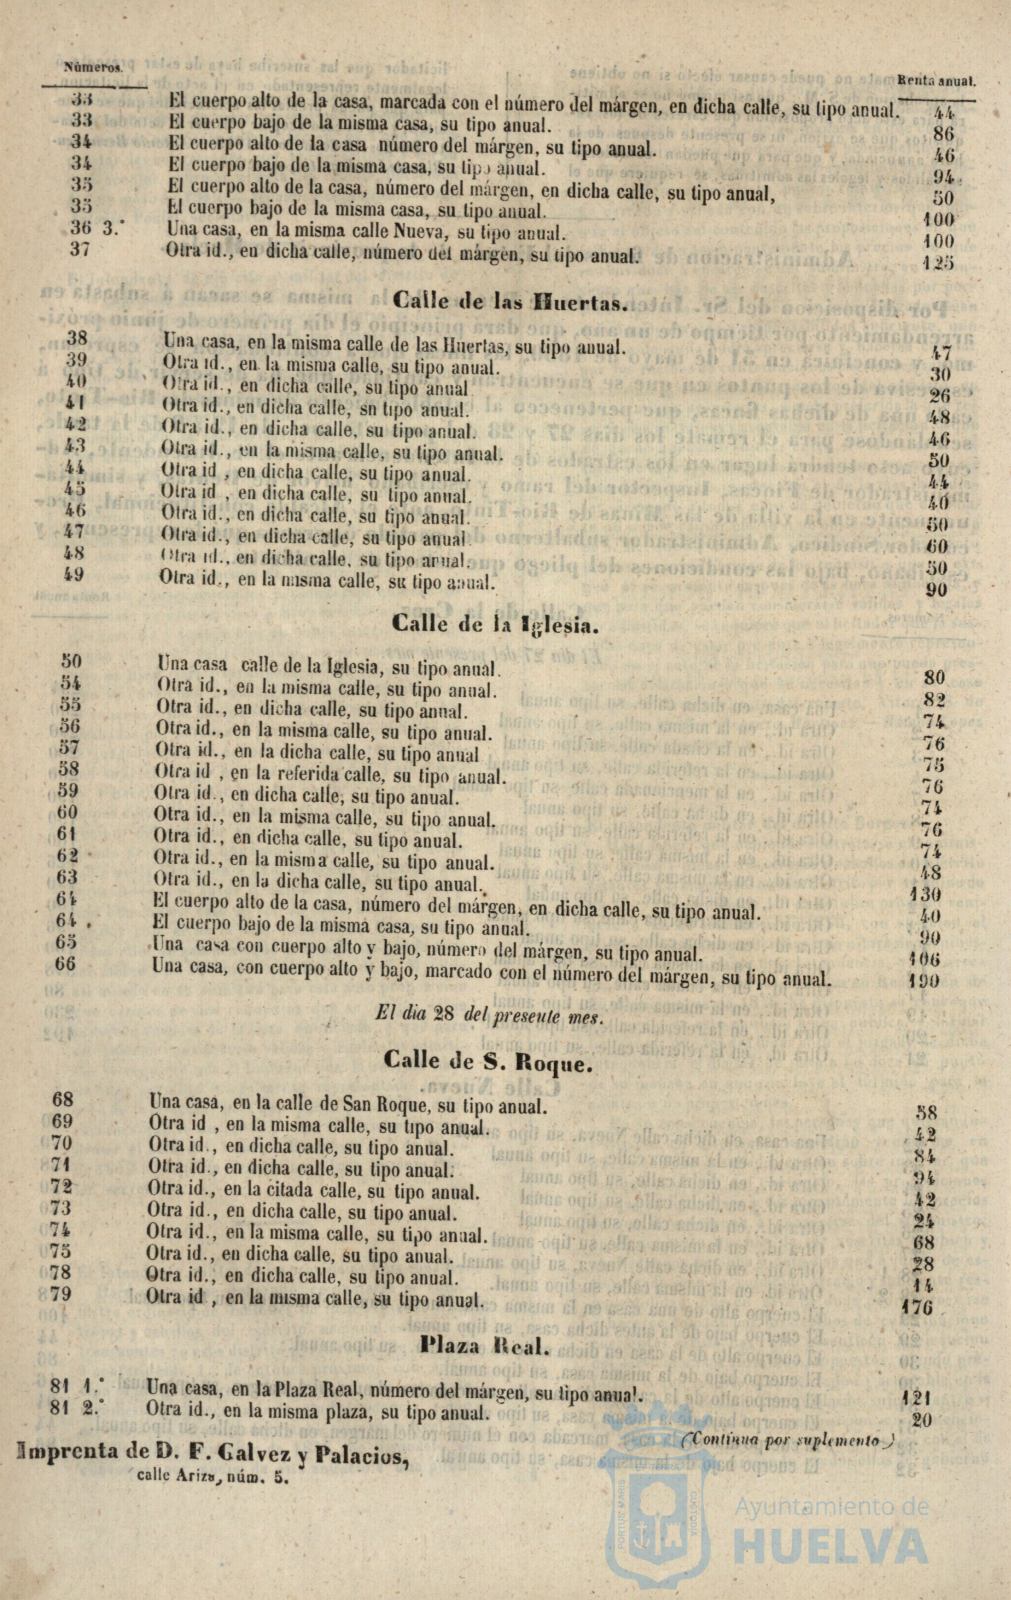 Números. Renta anual.
33 El cuerpo alto de la casa, marcada con el número del márgen, en dicha calle, su tipo anual. 44
33 El cuerpo bajo de la misma casa, su tipo anual. 86
34 El cuerpo alto de la casa número del márgen, su tipo anual. 46
34 El cuerpo bajo de la misma casa, su tipo anual. 94
35 El cuerpo alto de la casa, número del márgen, en dicha calle, su tipo anual, 50
35 El cuerpo bajo de la misma casa, su tipo anual. 100
36 3.° Una casa, en la misma calle Nueva, su tipo anual. 100
37 Otra id., en dicha calle, número del márgen, su tipo anual. 125
Calle de las Huertas.
38 Una casa, en la misma calle de las Huertas, su tipo anual. 47
39 Otra id., en la misma calle, su tipo anual. 30
40 Otra id., en dicha calle, su tipo anual 26
41 Otra id., en dicha calle, sn tipo anual. 48
42 Otra id., en dicha calle, su tipo anual. 46
43 Otra id., en la misma calle, su tipo anual. 50
44 Otra id , en dicha calle, su tipo anual. 44
45 Otra id , en dicha calle, su tipo anual. 40
46 Otra id., en dicha calle, su tipo anual. 50
47 Otra id., en dicha calle, su tipo anual. 60
48 Otra id., en dicha calle, su tipo anual. 50
49 Otra id., en la misma calle, su tipo anual. 90
Calle de la Iglesia.
50 Una casa calle de la Iglesia, su tipo anual. 80
54 Otra id., en la misma calle, su tipo anual. 82
55 Otra id., en dicha calle, su tipo anual. 74
56 Otra id., en la misma calle, su tipo anual. 76
57 Otra id., en la dicha calle, su tipo anual 75
58 Otra id , en la referida calle, su tipo anual. 76
59 Otra id., en dicha calle, su tipo anual. 74
60 Otra id., en la misma calle, su tipo anual. 76
61 Otra id., en dicha calle, su tipo anual. 74
62 Otra id., en la misma calle, su tipo anual. 48
63 Otra id., en la dicha calle, su tipo anual. 130
64 El cuerpo alto de la casa, número del márgen, en dicha calle, su tipo anual. 40
64. El cuerpo bajo de la misma casa, su tipo anual. 90
65 Una casa con cuerpo alto y bajo, número del márgen, su tipo anual. 106
66 Una casa, con cuerpo alto y bajo, marcado con el número del márgen, su tipo anual. 190
El dia 28 del presente mes.
Calle de S. Roque.
68 Una casa, en la calle de San Roque, su tipo anual. 58
69 Otra id , en la misma calle, su tipo anual. 42
70 Otra id., en dicha calle, su tipo anual. 84
71 Otra id., en dicha calle, su tipo anual. 94
72 Otra id., en la citada calle, su tipo anual. 42
73 Otra id., en dicha calle, su tipo anual. 24
74 Otra id., en la misma calle, su tipo anual. 68
75 Otra id., en dicha calle, su tipo anual. 28
78 Otra id., en dicha calle, su tipo anual. 14
79 Otra id , en la misma calle, su tipo anual. 176
Plaza Real.
81 1.° Una casa, en la Plaza Real, número del márgen, su tipo anual. 121
81 2.° Otra id., en la misma plaza, su tipo anual. 20
(Continua por suplemento.)
Imprenta de D. F. Galvez y Palacios,
calle Ariza, núm. 5.
Ayuntamiento de
HUELVA